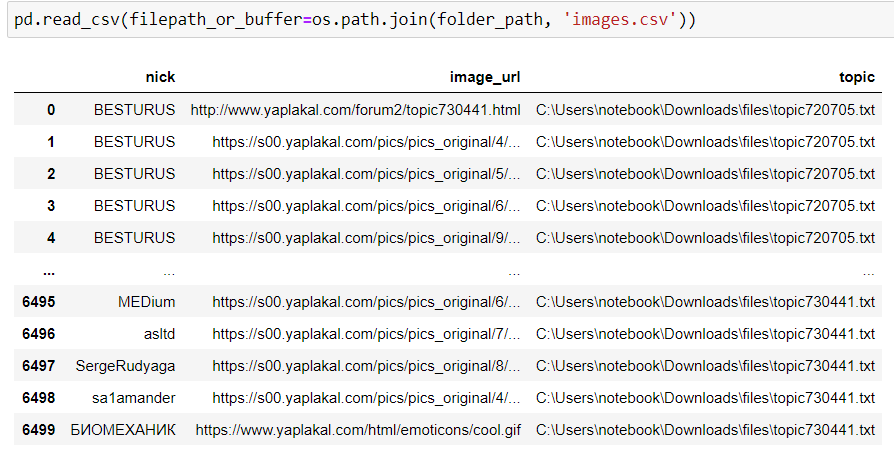 pd.read_csv(filepath_or_buffer=os.path.join(folder_path, 'images.csv'))
nick image_url topic
0 BESTURUS http://www.yaplakal.com/forum2/topic730441.html C:\Users\notebook\Downloads\files\topic720705.txt
1 BESTURUS https://s00.yaplakal.com/pics/pics_original/4/... C:\Users\notebook\Downloads\files\topic720705.txt
2 BESTURUS https://s00.yaplakal.com/pics/pics_original/5/... C:\Users\notebook\Downloads\files\topic720705.txt
3 BESTURUS https://s00.yaplakal.com/pics/pics_original/6/... C:\Users\notebook\Downloads\files\topic720705.txt
4 BESTURUS https://s00.yaplakal.com/pics/pics_original/9/... C:\Users\notebook\Downloads\files\topic720705.txt
... ... ... ...
6495 MEDium https://s00.yaplakal.com/pics/pics_original/6/... C:\Users\notebook\Downloads\files\topic730441.txt
6496 asltd https://s00.yaplakal.com/pics/pics_original/7/... C:\Users\notebook\Downloads\files\topic730441.txt
6497 SergeRudyaga https://s00.yaplakal.com/pics/pics_original/8/... C:\Users\notebook\Downloads\files\topic730441.txt
6498 sa1amander https://s00.yaplakal.com/pics/pics_original/4/... C:\Users\notebook\Downloads\files\topic730441.txt
6499 БИОМЕХАНИК https://www.yaplakal.com/html/emoticons/cool.gif C:\Users\notebook\Downloads\files\topic730441.txt